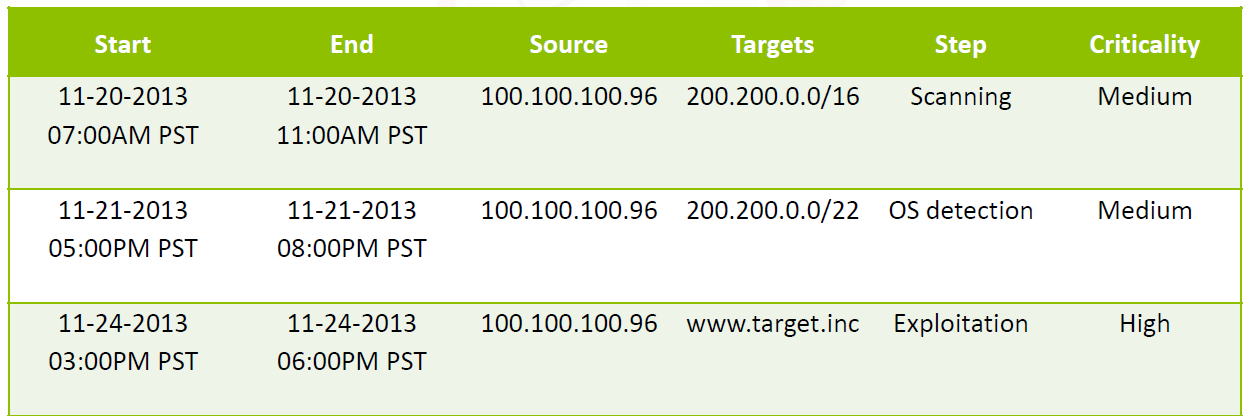 Start End Source Targets Step Criticality
11-20-2013 11-20-2013 100.100.100.96 200.200.0.0/16 Scanning Medium
07:00AM PST 11:00AM PST
11-21-2013 11-21-2013 100.100.100.96 200.200.0.0/22 OS detection Medium
05:00PM PST 08:00PM PST
11-24-2013 11-24-2013 100.100.100.96 www.target.inc Exploitation High
03:00PM PST 06:00PM PST